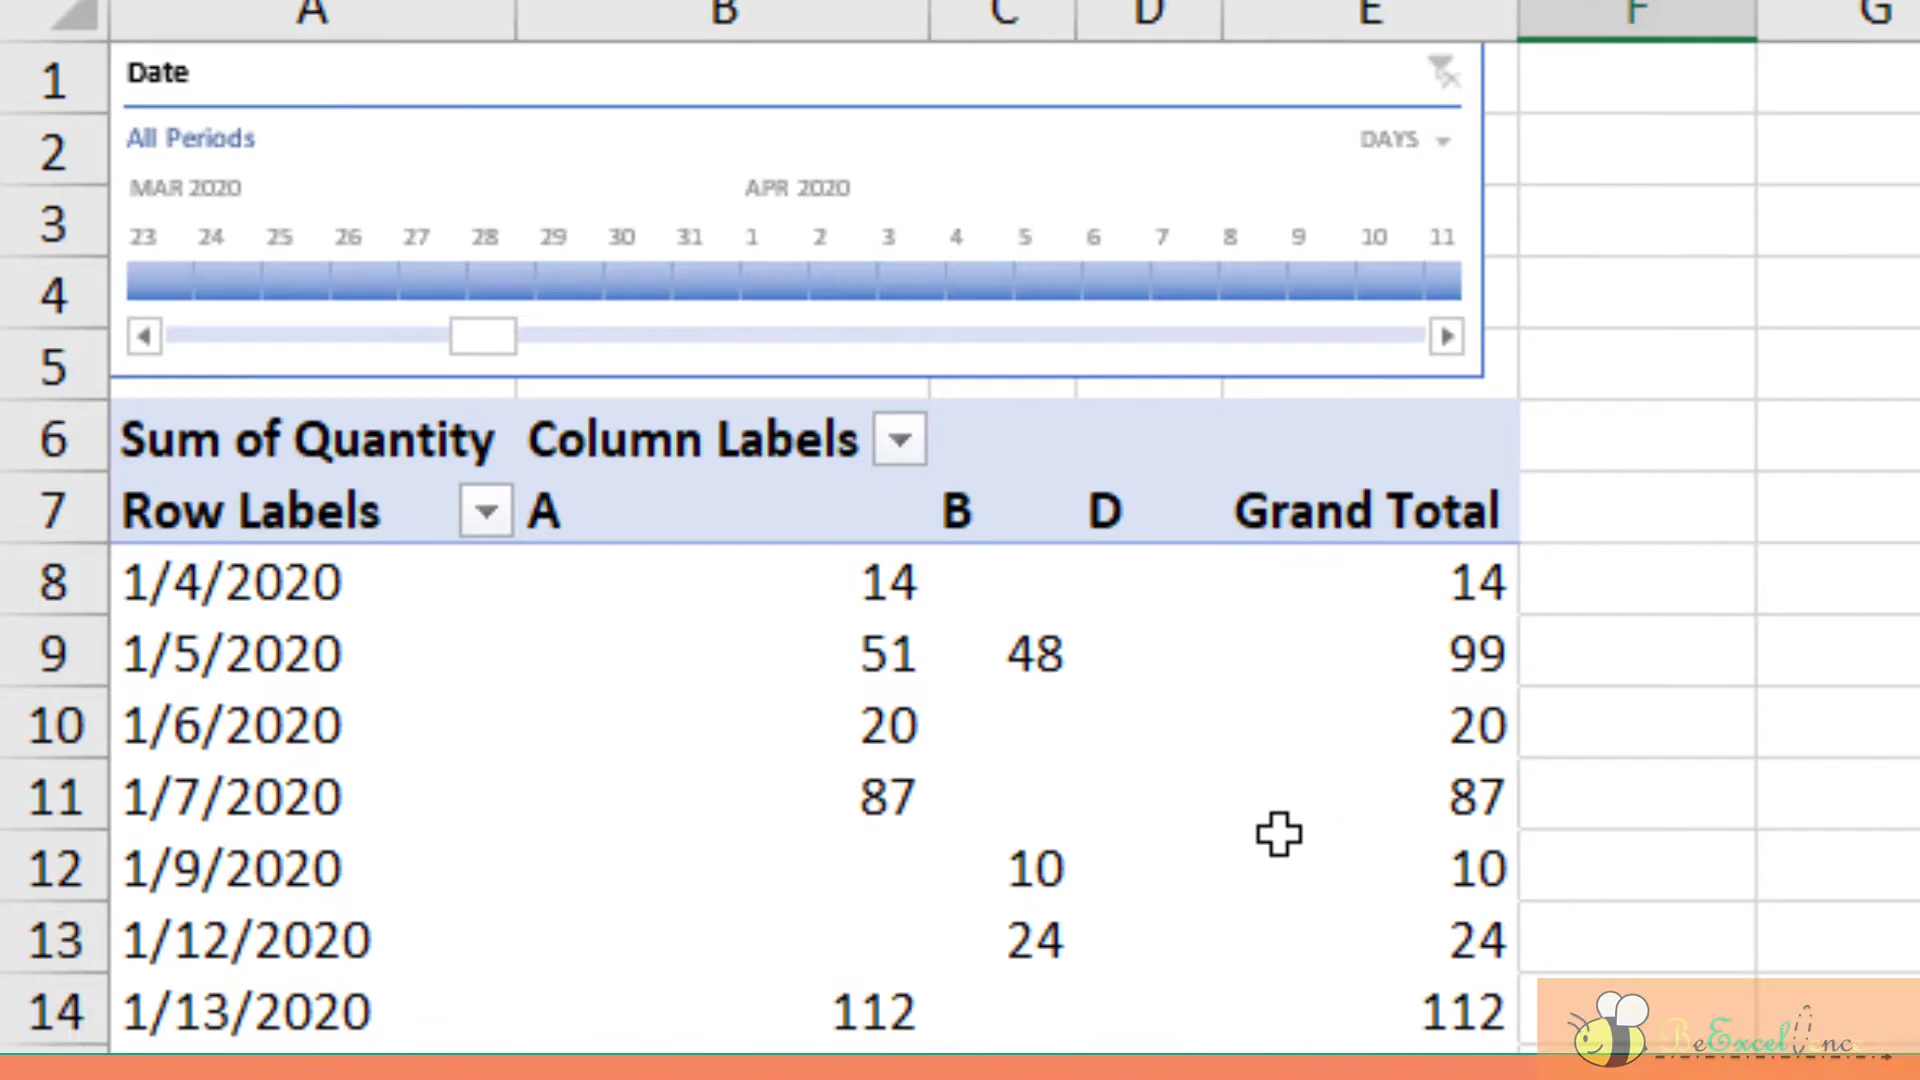 A B C D E F G
1 Date
2 All Periods DAYS
MAR 2020 APR 2020
3 23 24 25 26 27 28 29 30 31 1 2 3 4 5 6 7 8 9 10 11
4
5
6 Sum of Quantity Column Labels
7 Row Labels A B D Grand Total
8 1/4/2020 14 14
9 1/5/2020 51 48 99
10 1/6/2020 20 20
11 1/7/2020 87 87
12 1/9/2020 10 10
13 1/12/2020 24 24
14 1/13/2020 112 112